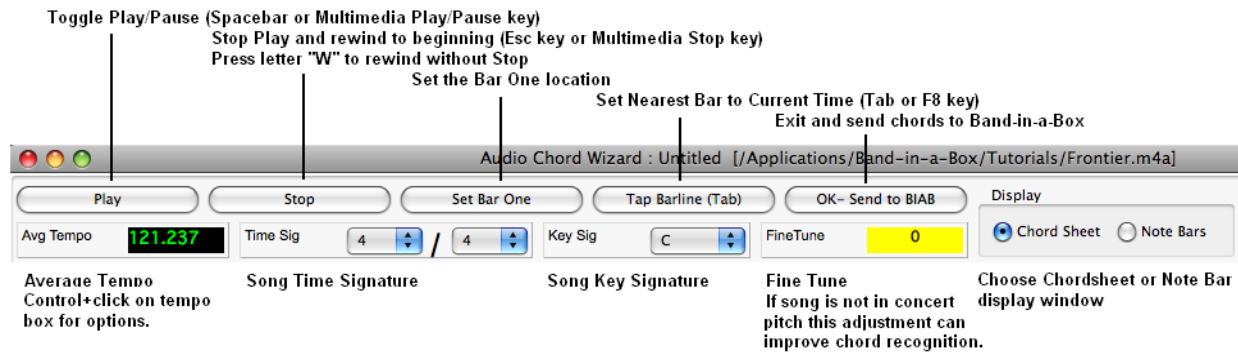 Toggle Play/Pause (Spacebar or Multimedia Play/Pause key)
Stop Play and rewind to beginning (Esc key or Multimedia Stop key)
Press letter "W" to rewind without Stop
Set the Bar One location
Set Nearest Bar to Current Time (Tab or F8 key)
Exit and send chords to Band-in-a-Box
Audio Chord Wizard : Untitled [/Applications/Band-in-a-Box/Tutorials/Frontier.m4a]
Play Stop Set Bar One Tap Barline (Tab) OK- Send to BIAB Display
Avg Tempo 121.237 Time Sig 4 / 4 Key Sig C FineTune 0 Chord Sheet Note Bars
Average Tempo
Control+click on tempo
box for options.
Song Time Signature
Song Key Signature
Fine Tune
If song is not in concert
pitch this adjustment can
improve chord recognition.
Choose Chordsheet or Note Bar
display window